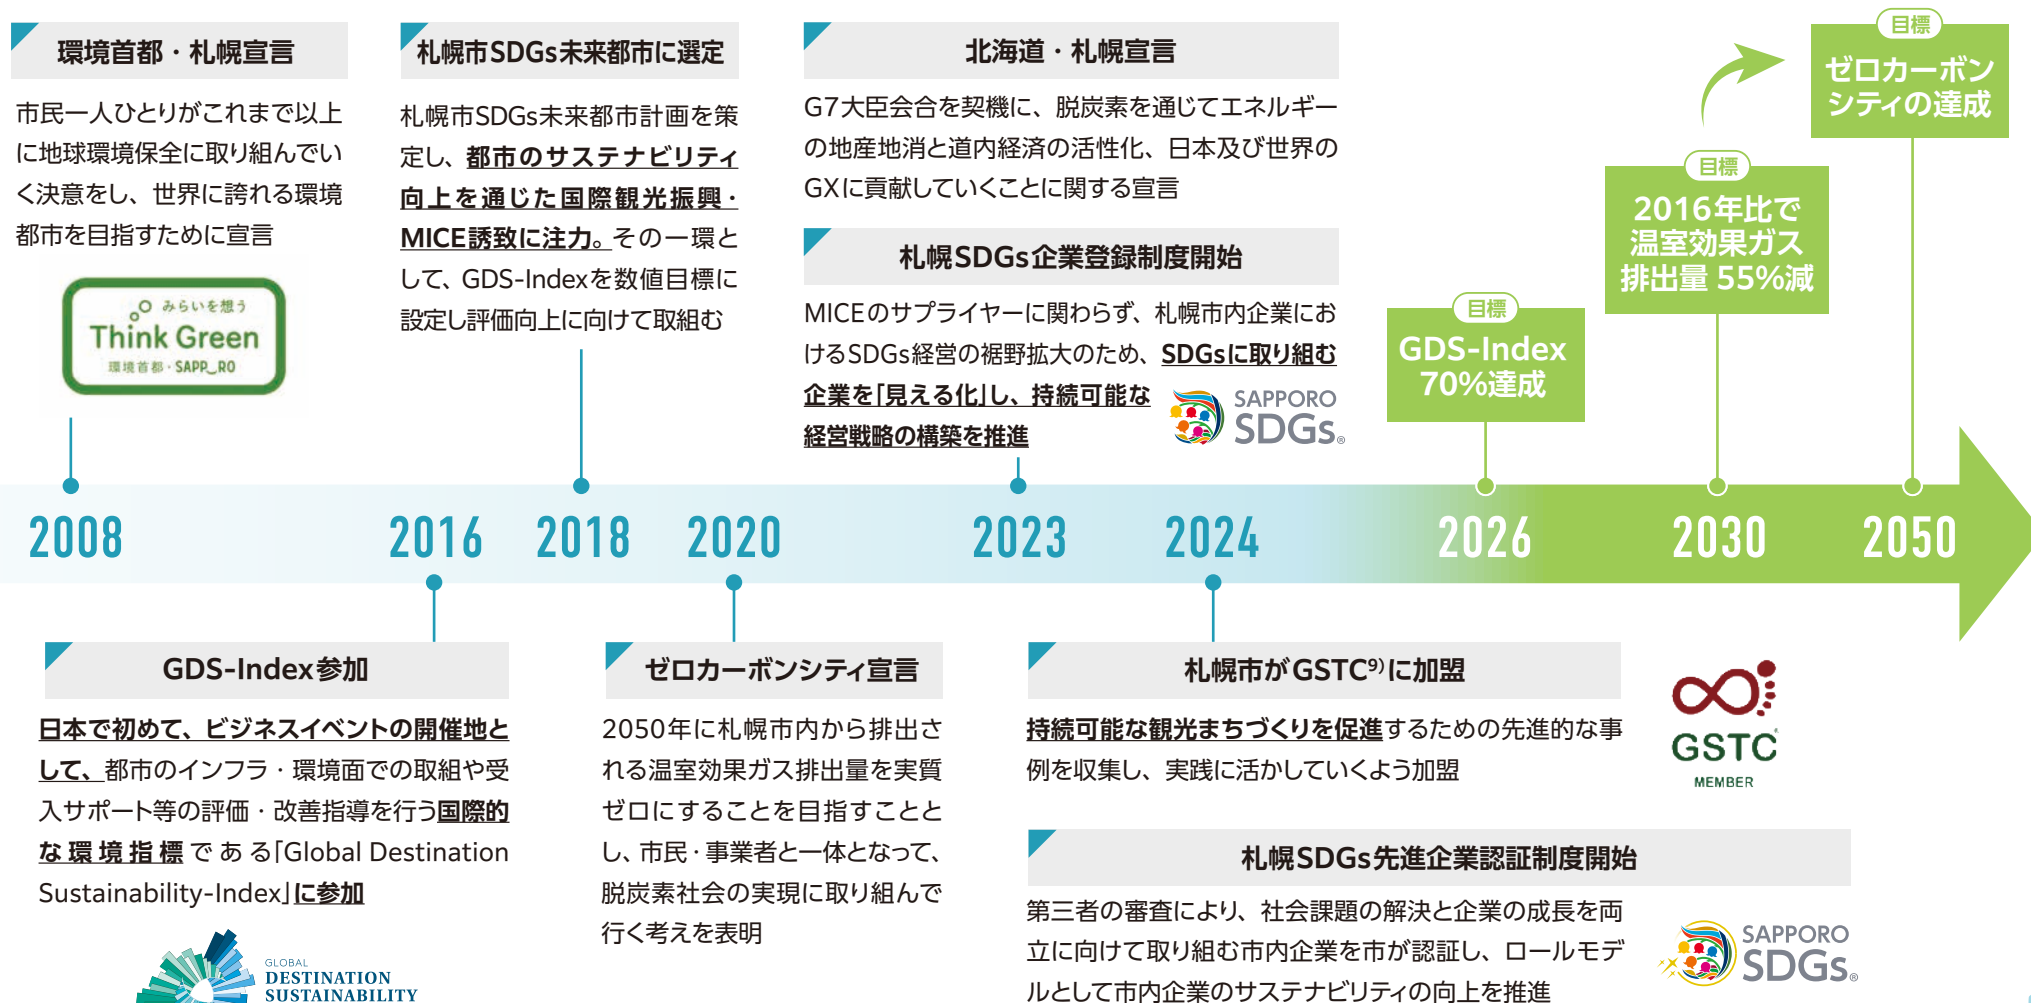 環境首都・札幌宣言
市民一人ひとりがこれまで以上
に地球環境保全に取り組んでい
く決意をし、世界に誇れる環境
都市を目指すために宣言
みらいを想う
Think Green
環境首都・SAPP_RO
札幌市SDGs未来都市に選定
札幌市SDGs未来都市計画を策
定し、都市のサステナビリティ
向上を通じた国際観光振興・
MICE誘致に注力。その一環と
して、GDS-Indexを数値目標に
設定し評価向上に向けて取組む
北海道・札幌宣言
G7大臣会合を契機に、脱炭素を通じてエネルギー
の地産地消と道内経済の活性化、日本及び世界の
GXに貢献していくことに関する宣言
札幌SDGs企業登録制度開始
MICEのサプライヤーに関わらず、札幌市内企業にお
けるSDGs経営の裾野拡大のため、SDGsに取り組む
企業を「見える化」し、持続可能な
経営戦略の構築を推進
SAPPORO
SDGs®
目標
GDS-Index
70%達成
目標
2016年比で
温室効果ガス
排出量 55%減
目標
ゼロカーボン
シティの達成
2008
2016
2018
2020
2023
2024
2026
2030
2050
GDS-Index参加
日本で初めて、ビジネスイベントの開催地と
して、都市のインフラ・環境面での取組や受
入サポート等の評価・改善指導を行う国際的
な環境指標である「Global Destination
Sustainability-Index」に参加
GLOBAL
DESTINATION
SUSTAINABILITY
ゼロカーボンシティ宣言
2050年に札幌市内から排出さ
れる温室効果ガス排出量を実質
ゼロにすることを目指すことと
し、市民・事業者と一体となって、
脱炭素社会の実現に取り組んで
行く考えを表明
札幌市がGSTC9)に加盟
持続可能な観光まちづくりを促進するための先進的な事
例を収集し、実践に活かしていくよう加盟
GSTC
MEMBER
札幌SDGs先進企業認証制度開始
第三者の審査により、社会課題の解決と企業の成長を両
立に向けて取り組む市内企業を市が認証し、ロールモデ
ルとして市内企業のサステナビリティの向上を推進
SAPPORO
SDGs®